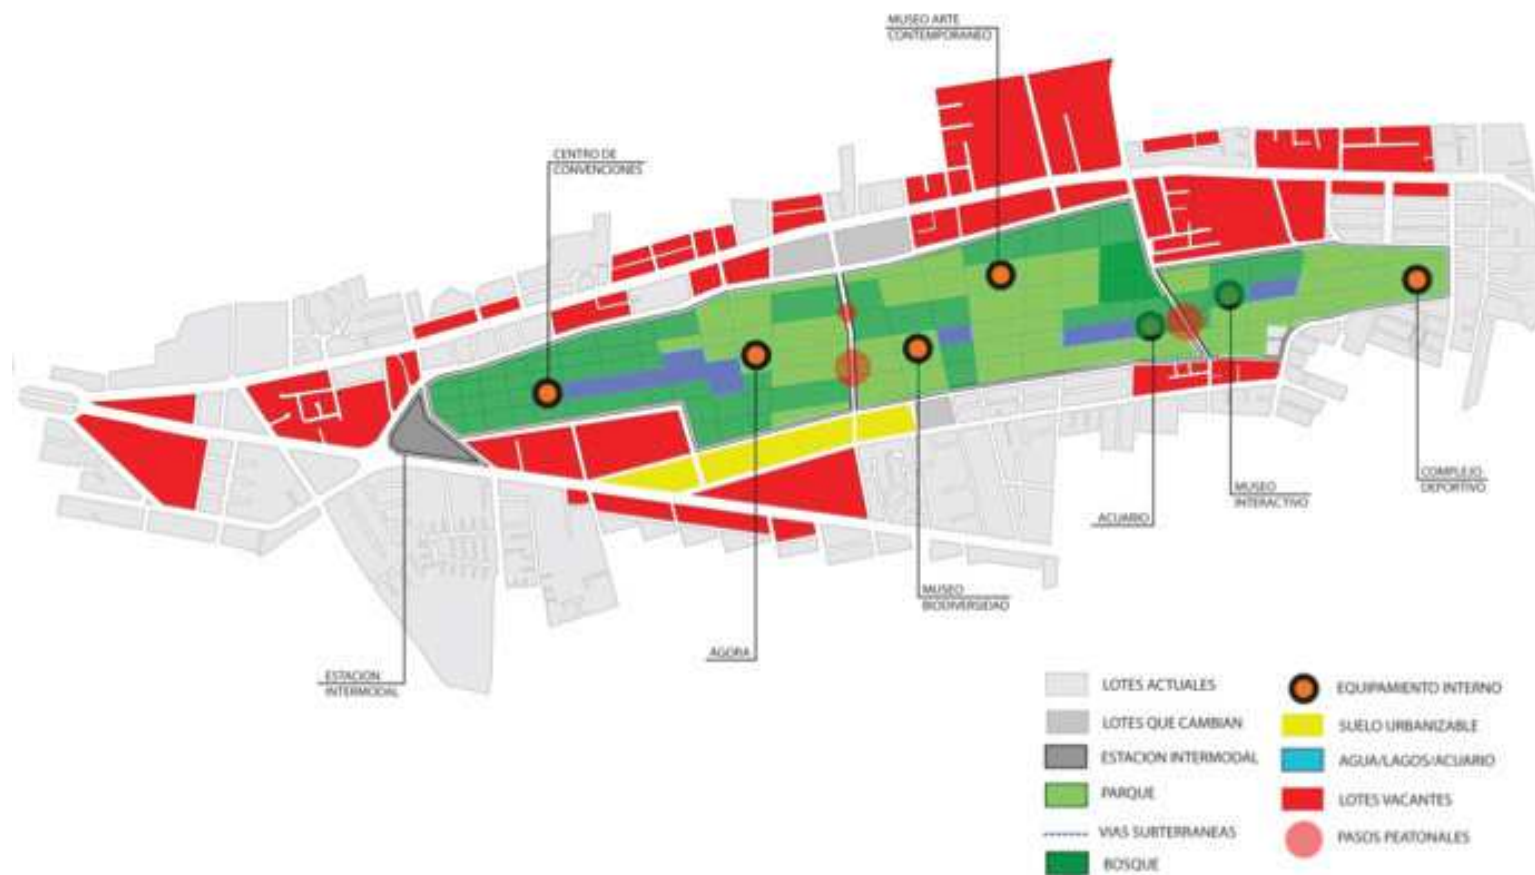 MUSEO ARTE
CONTEMPORANEO
CENTRO DE
CONVENCIONES
COMPLEJO
DEPORTIVO
MUSEO
INTERACTIVO
ACUARIO
MUSEO
BIODIVERSIDAD
AGORA
ESTACION
INTERMODAL
LOTES ACTUALES
LOTES QUE CAMBIAN
ESTACION INTERMODAL
PARQUE
VIAS SUBTERRANEAS
BOSQUE
EQUIPAMIENTO INTERNO
SUELO URBANIZABLE
AGUA/LAGOS/ACUARIO
LOTES VACANTES
PASOS PEATONALES